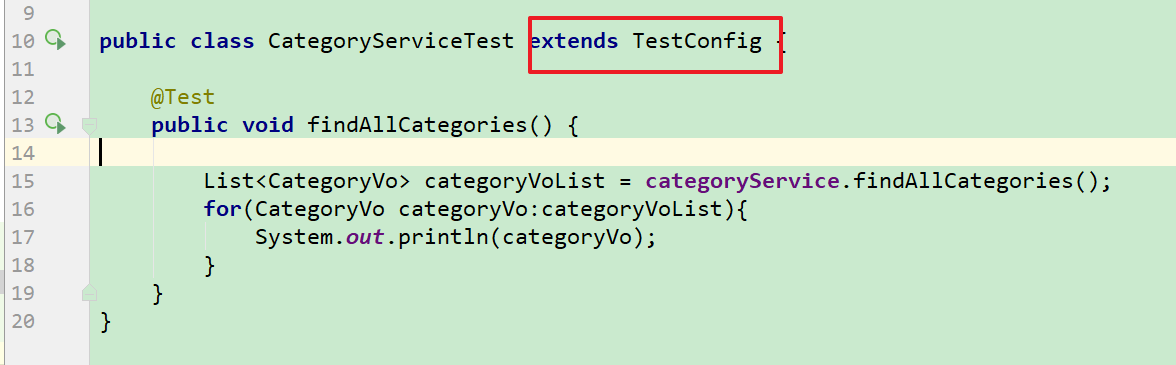 9
10 public class CategoryServiceTest extends TestConfig {
11
12 @Test
13 public void findAllCategories() {
14
15 List<CategoryVo> categoryVoList = categoryService.findAllCategories();
16 for(CategoryVo categoryVo:categoryVoList){
17 System.out.println(categoryVo);
18 }
19 }
20 }